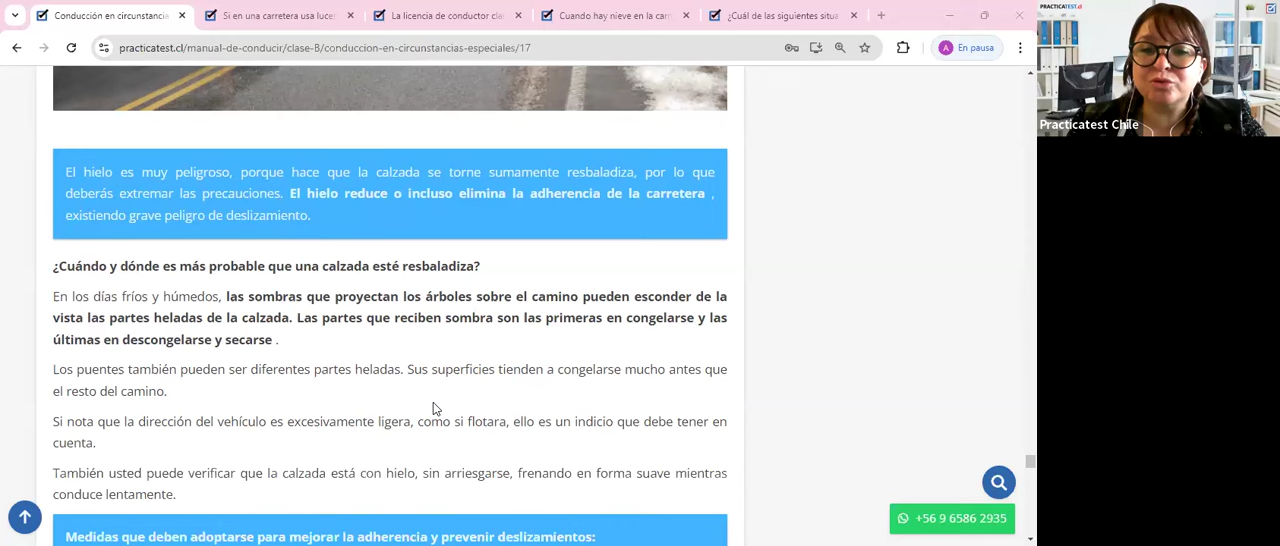 Conducción en circunstancia
Si en una carretera usa luce
La licencia de conductor cla
Cuando hay nieve en la carr
¿Cuál de las siguientes situa
practicatest.cl/manual-de-conducir/clase-B/conduccion-en-circunstancias-especiales/17
A En pausa
PRACTICATEST.cl
Practicatest Chile
El hielo es muy peligroso, porque hace que la calzada se torne sumamente resbaladiza, por lo que
deberás extremar las precauciones. El hielo reduce o incluso elimina la adherencia de la carretera ,
existiendo grave peligro de deslizamiento.
¿Cuándo y dónde es más probable que una calzada esté resbaladiza?
En los días fríos y húmedos, las sombras que proyectan los árboles sobre el camino pueden esconder de la
vista las partes heladas de la calzada. Las partes que reciben sombra son las primeras en congelarse y las
últimas en descongelarse y secarse .
Los puentes también pueden ser diferentes partes heladas. Sus superficies tienden a congelarse mucho antes que
el resto del camino.
Si nota que la dirección del vehículo es excesivamente ligera, como si flotara, ello es un indicio que debe tener en
cuenta.
También usted puede verificar que la calzada está con hielo, sin arriesgarse, frenando en forma suave mientras
conduce lentamente.
+56 9 6586 2935
Medidas que deben adoptarse para mejorar la adherencia y prevenir deslizamientos: